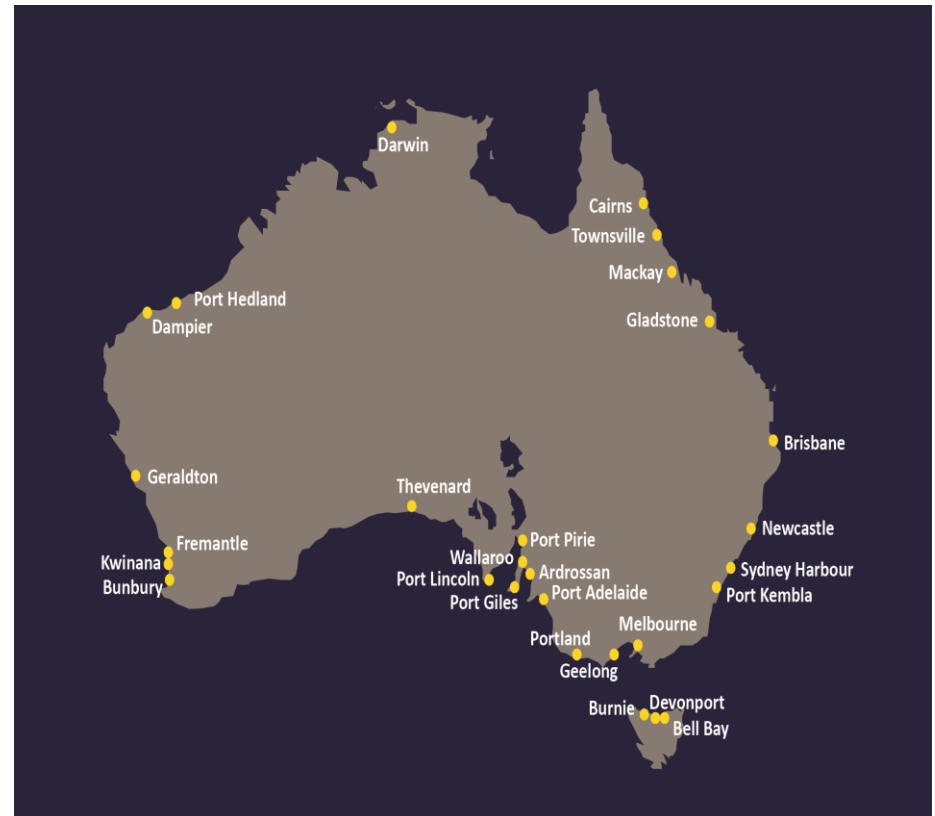 Darwin
Cairns
Townsville
Mackay
Port Hedland
Gladstone
Dampier
Brisbane
Geraldton
Thevenard
Newcastle
Fremantle
Port Pirie
Wallaroo
Kwinana
Sydney Harbour
Ardrossan
Port Lincoln
Bunbury
Port Adelaide
Port Kembla
Port Giles
Melbourne
Portland
Geelong
Devonport
Burnie
Bell Bay